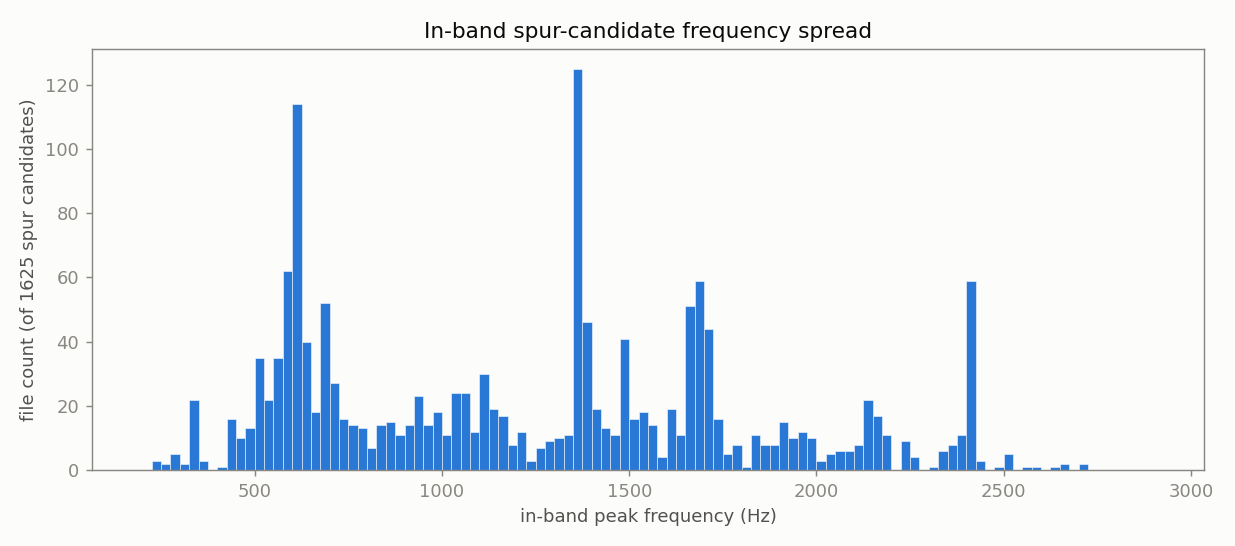 In-band spur-candidate frequency spread
file count (of 1625 spur candidates)
120
100
80
60
40
20
0
500 1000 1500 2000 2500 3000
in-band peak frequency (Hz)